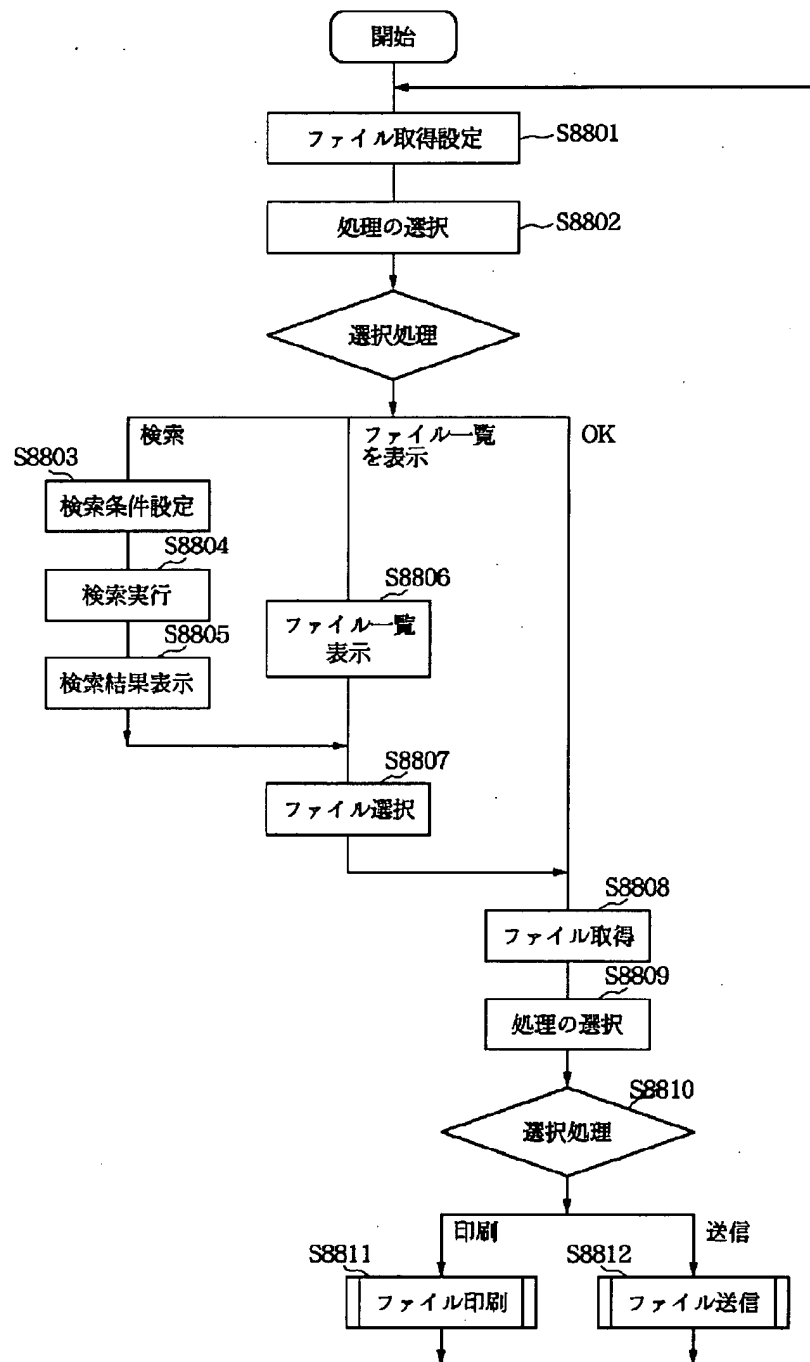 開始
ファイル取得設定
S8801
処理の選択
S8802
選択処理
検索
ファイル一覧
を表示
OK
S8803
検索条件設定
S8804
検索実行
S8805
検索結果表示
S8806
ファイル一覧
表示
S8807
ファイル選択
S8808
ファイル取得
S8809
処理の選択
S8810
選択処理
印刷
送信
S8811
ファイル印刷
S8812
ファイル送信